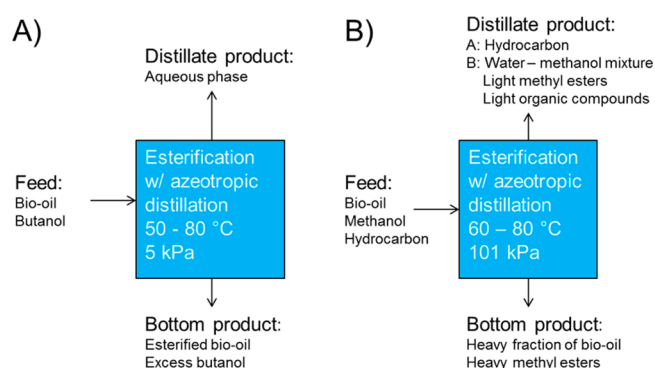 A)
Distillate product:
Aqueous phase
Feed:
Bio-oil
Butanol
Esterification
w/ azeotropic
distillation
50 - 80 °C
5 kPa
Bottom product:
Esterified bio-oil
Excess butanol
B)
Distillate product:
A: Hydrocarbon
B: Water – methanol mixture
Light methyl esters
Light organic compounds
Feed:
Bio-oil
Methanol
Hydrocarbon
Esterification
w/ azeotropic
distillation
60 – 80 °C
101 kPa
Bottom product:
Heavy fraction of bio-oil
Heavy methyl esters